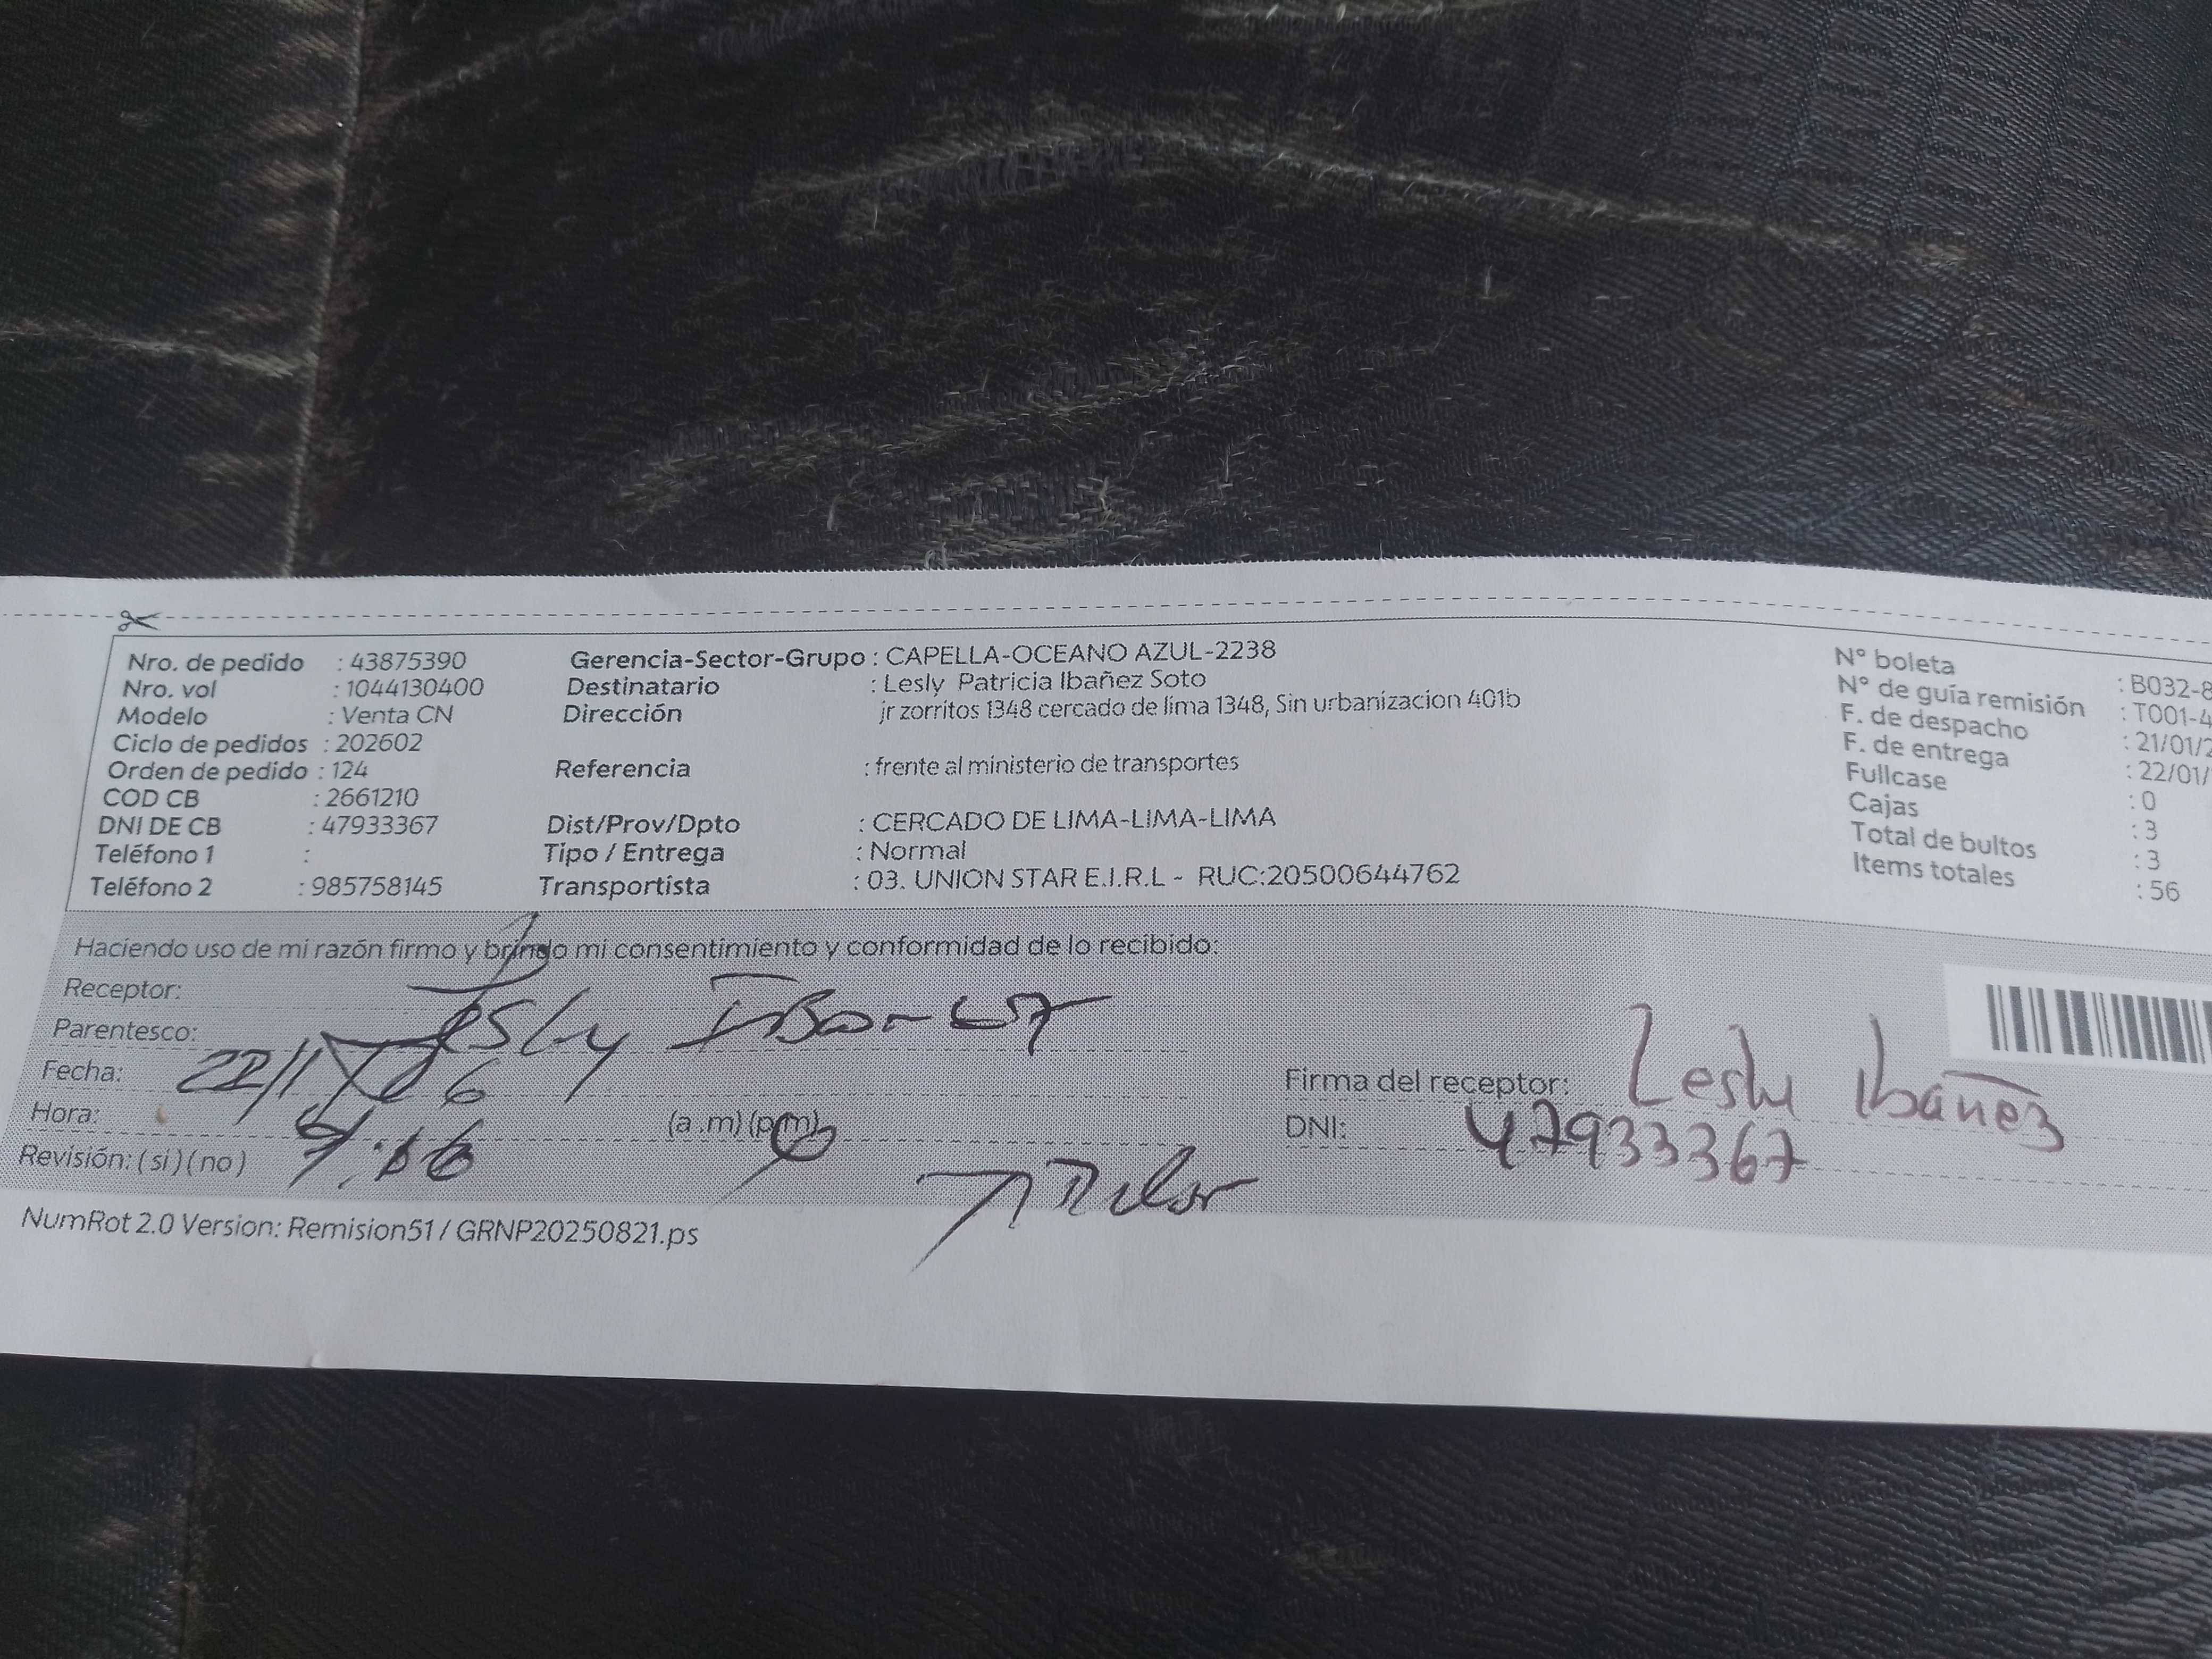 Nro. de pedido : 43875390
Nro. vol : 1044130400
Modelo : Venta CN
Ciclo de pedidos : 202602
Orden de pedido : 124
COD CB : 2661210
DNI DE CB : 47933367
Teléfono 1 :
Teléfono 2 : 985758145
Gerencia-Sector-Grupo : CAPELLA-OCEANO AZUL-2238
Destinatario : Lesly Patricia Ibañez Soto
Dirección jr zorritos 1348 cercado de lima 1348, Sin urbanizacion 401b
Referencia : frente al ministerio de transportes
Dist/Prov/Dpto : CERCADO DE LIMA-LIMA-LIMA
Tipo / Entrega : Normal
Transportista : 03. UNION STAR E.I.R.L - RUC:20500644762
N° boleta : B032-8
N° de guía remisión : T001-4
F. de despacho : 21/01/2
F. de entrega : 22/01/
Fullcase : 0
Cajas : 3
Total de bultos : 3
Items totales : 56
Haciendo uso de mi razón firmo y brindo mi consentimiento y conformidad de lo recibido:
Receptor: Lesly
Parentesco:
Fecha: 22/1
Hora: (a .m) (p.m)
Revisión: ( si ) ( no )
Firma del receptor: Lesly Ibañez
DNI: 47933367
NumRot 2.0 Version: Remision51 / GRNP20250821.ps